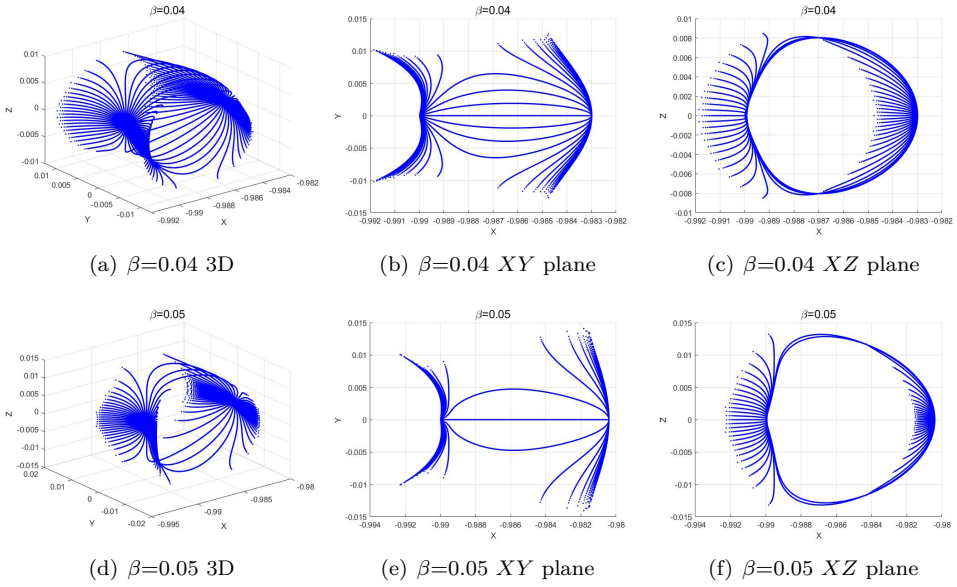 β=0.04
0.01
0.005
0
-0.005
-0.01
Z
0.01
0.005
0
-0.005
-0.01
Y
-0.992
-0.99
-0.988
-0.986
-0.984
-0.982
X
(a) β=0.04 3D
β=0.04
0.015
0.01
0.005
0
-0.005
-0.01
-0.015
Y
-0.992 -0.991 -0.99 -0.989 -0.988 -0.987 -0.986 -0.985 -0.984 -0.983 -0.982
X
(b) β=0.04 XY plane
β=0.04
0.01
0.008
0.006
0.004
0.002
0
-0.002
-0.004
-0.006
-0.008
-0.01
Z
-0.992 -0.991 -0.99 -0.989 -0.988 -0.987 -0.986 -0.985 -0.984 -0.983 -0.982
X
(c) β=0.04 XZ plane
β=0.05
0.015
0.01
0.005
0
-0.005
-0.01
-0.015
Z
0.02
0.01
0
-0.01
-0.02
Y
-0.995
-0.99
-0.985
-0.98
X
(d) β=0.05 3D
β=0.05
0.015
0.01
0.005
0
-0.005
-0.01
-0.015
Y
-0.994 -0.992 -0.99 -0.988 -0.986 -0.984 -0.982 -0.98
X
(e) β=0.05 XY plane
β=0.05
0.015
0.01
0.005
0
-0.005
-0.01
-0.015
Z
-0.994 -0.992 -0.99 -0.988 -0.986 -0.984 -0.982 -0.98
X
(f) β=0.05 XZ plane